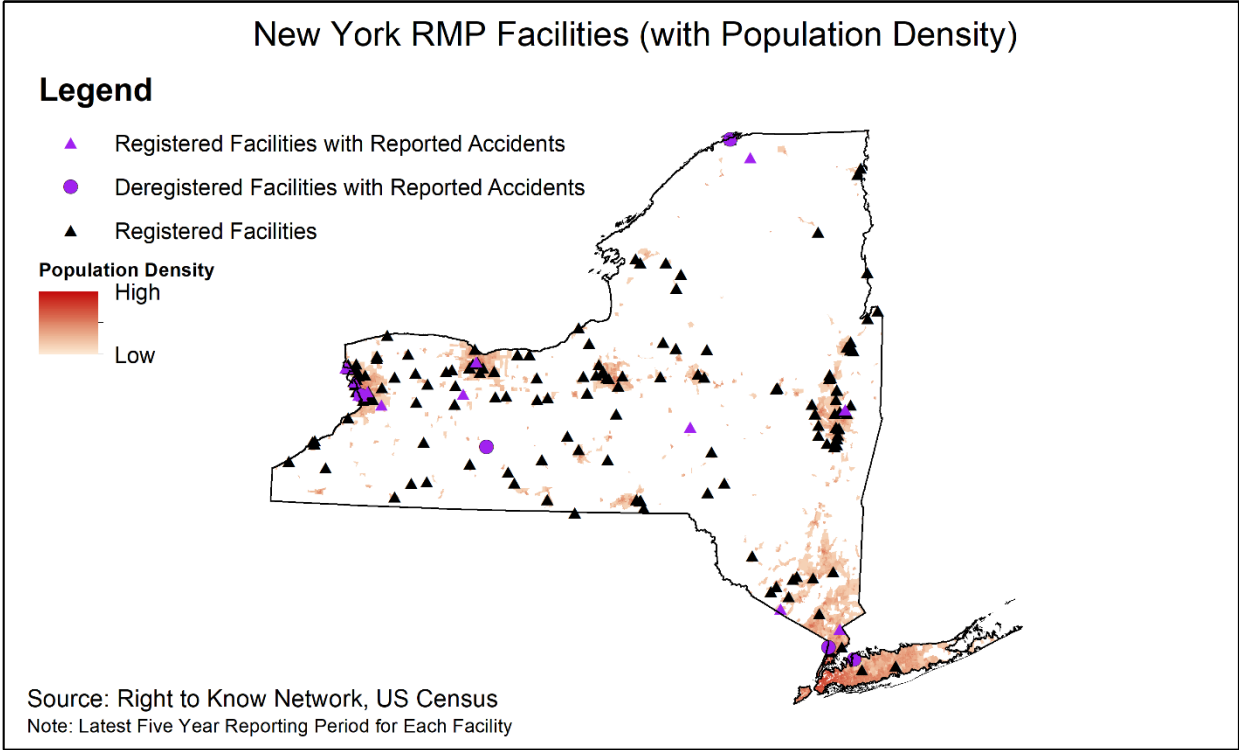 New York RMP Facilities (with Population Density)
Legend
Registered Facilities with Reported Accidents
Deregistered Facilities with Reported Accidents
Registered Facilities
Population Density
High
Low
Source: Right to Know Network, US Census
Note: Latest Five Year Reporting Period for Each Facility